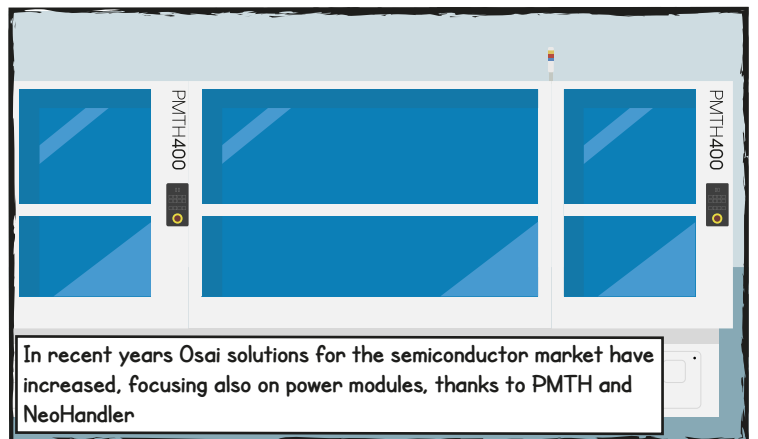 PMTH400
PMTH400
In recent years Osai solutions for the semiconductor market have
increased, focusing also on power modules, thanks to PMTH and
NeoHandler